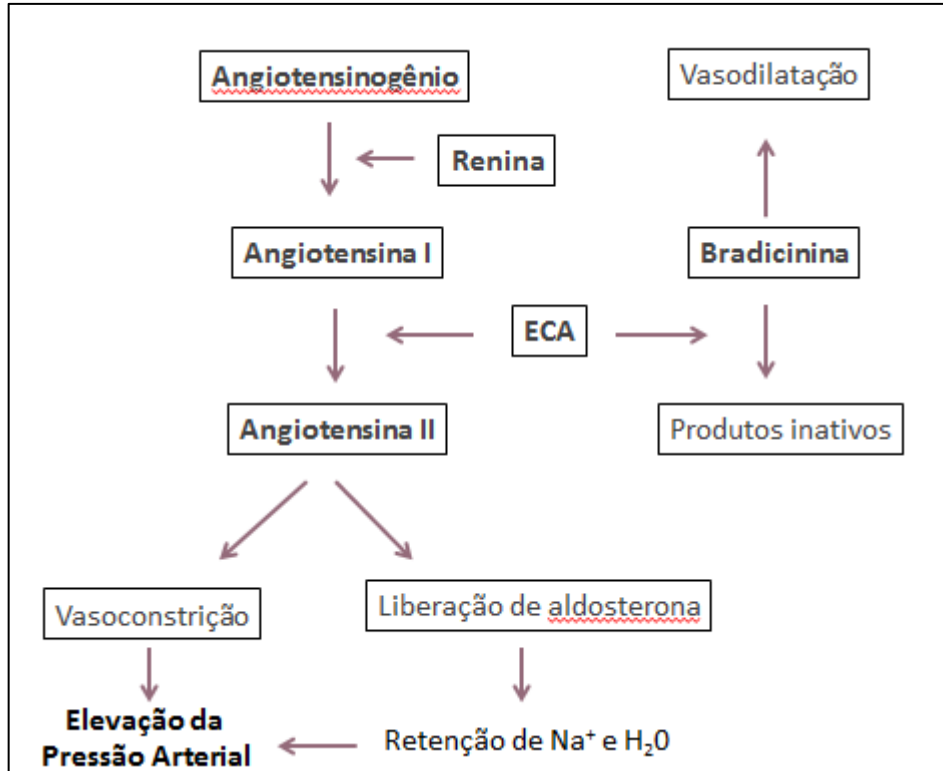 Angiotensinogênio
Vasodilatação
Renina
Angiotensina I
Bradicinina
ECA
Angiotensina II
Produtos inativos
Vasoconstrição
Liberação de aldosterona
Elevação da
Pressão Arterial
Retenção de Na⁺ e H₂0